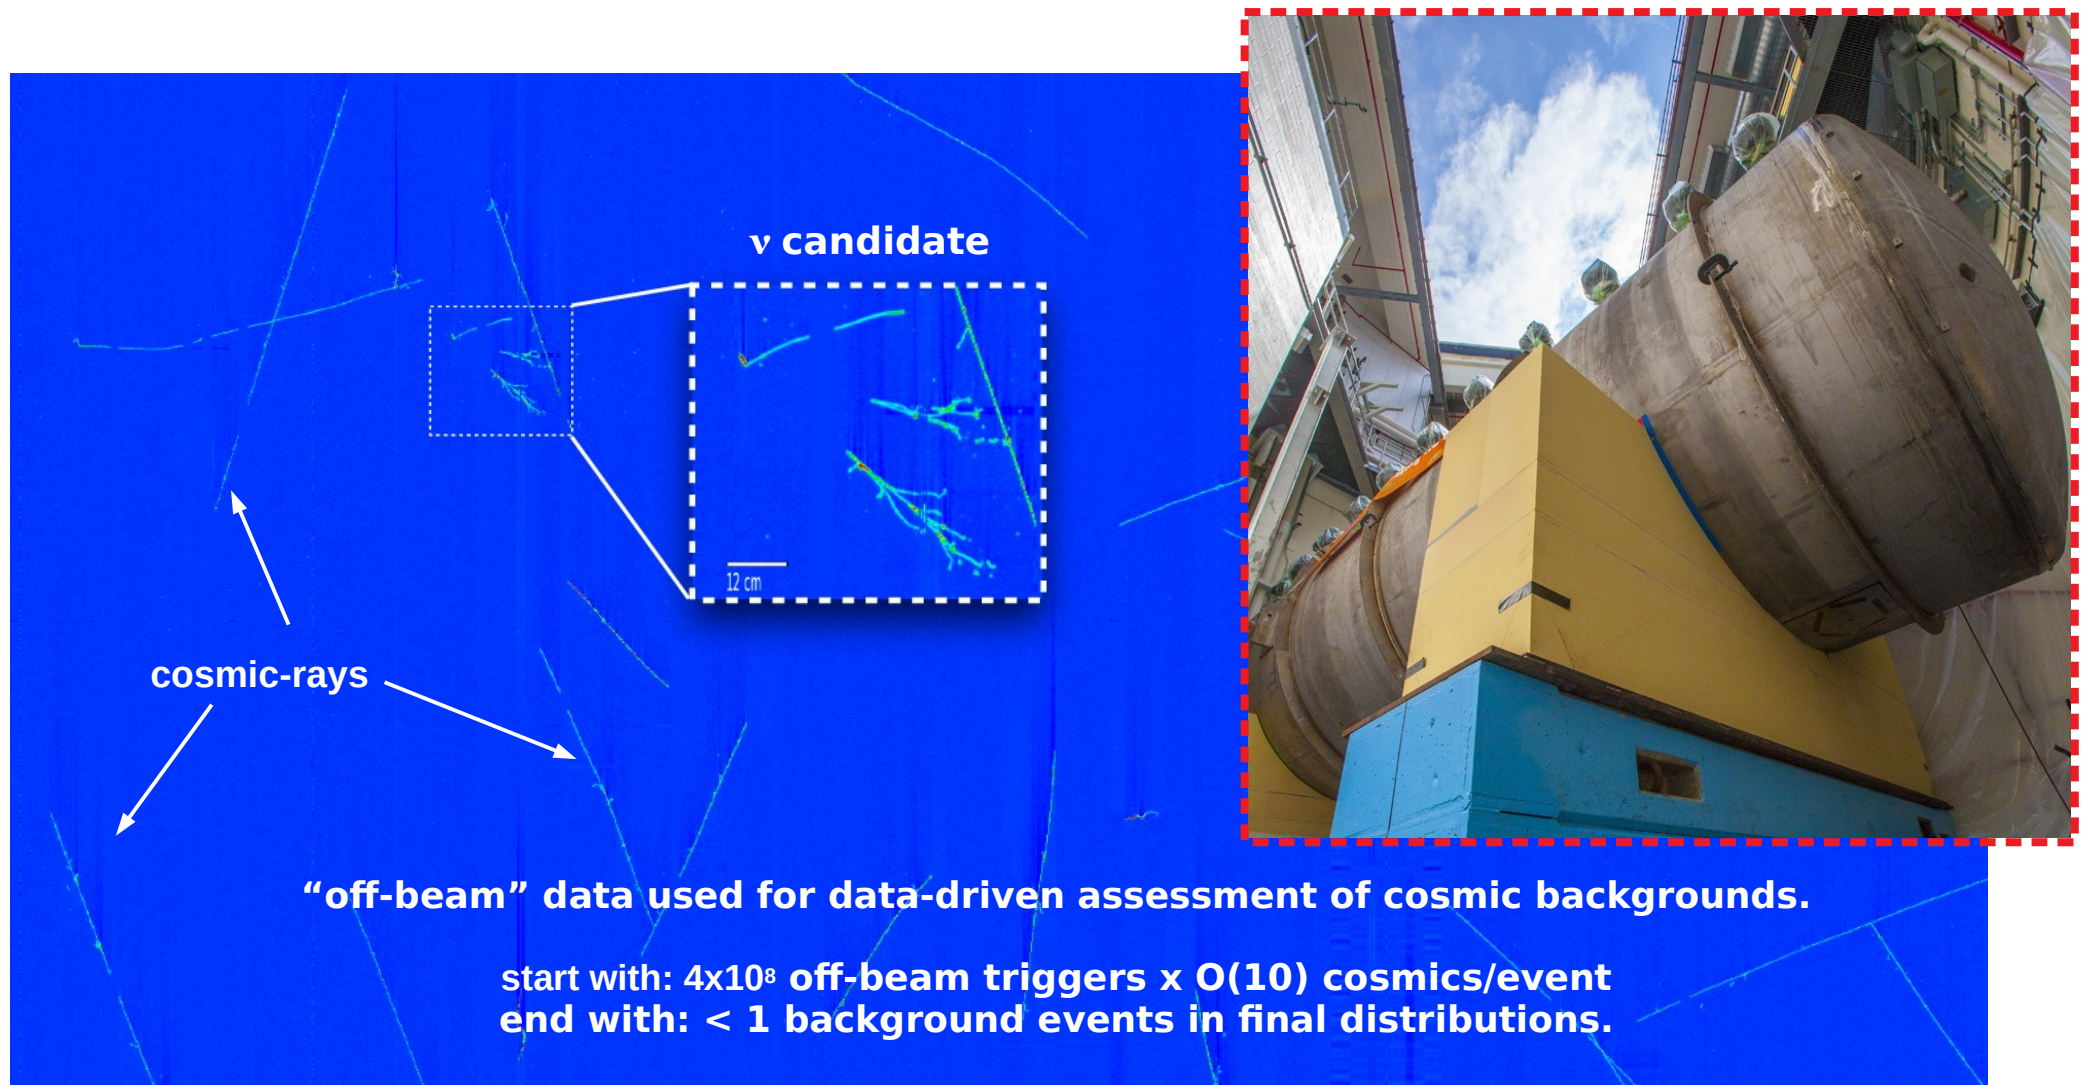 ν candidate
12 cm
cosmic-rays
“off-beam” data used for data-driven assessment of cosmic backgrounds.
start with: 4x10⁸ off-beam triggers x O(10) cosmics/event
end with: < 1 background events in final distributions.